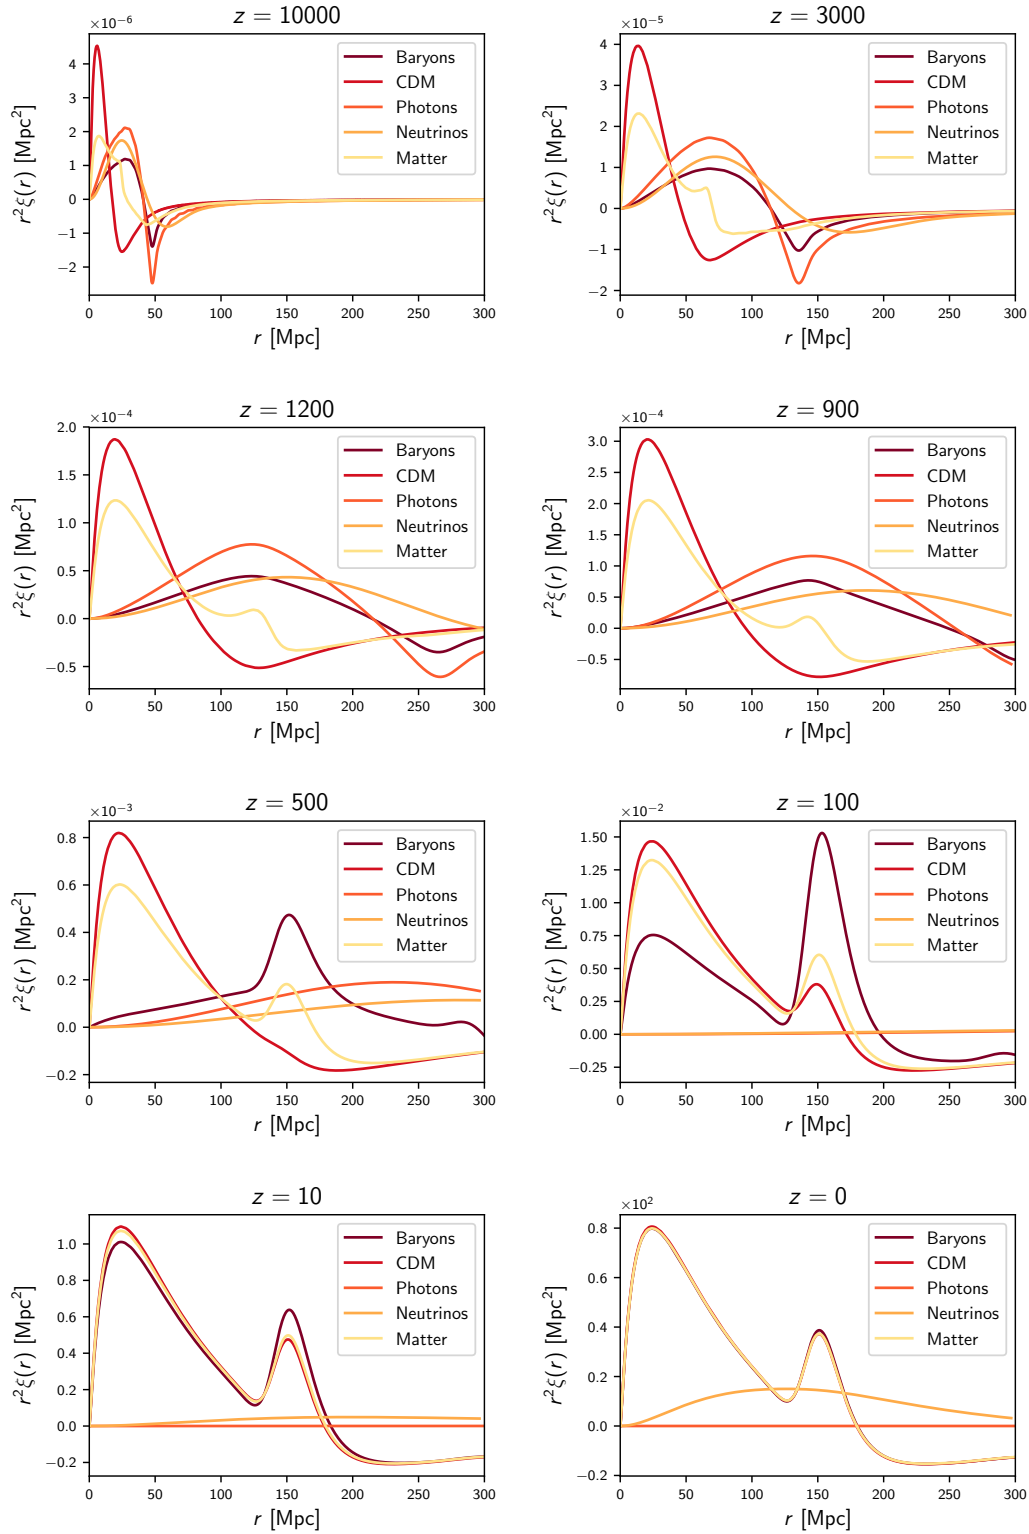 z = 10000
×10⁻⁶
r²ξ(r) [Mpc²]
4
3
2
1
0
−1
−2
0 50 100 150 200 250 300
r [Mpc]
Baryons
CDM
Photons
Neutrinos
Matter
z = 3000
×10⁻⁵
r²ξ(r) [Mpc²]
4
3
2
1
0
−1
−2
0 50 100 150 200 250 300
r [Mpc]
Baryons
CDM
Photons
Neutrinos
Matter
z = 1200
×10⁻⁴
r²ξ(r) [Mpc²]
2.0
1.5
1.0
0.5
0.0
−0.5
0 50 100 150 200 250 300
r [Mpc]
Baryons
CDM
Photons
Neutrinos
Matter
z = 900
×10⁻⁴
r²ξ(r) [Mpc²]
3.0
2.5
2.0
1.5
1.0
0.5
0.0
−0.5
0 50 100 150 200 250 300
r [Mpc]
Baryons
CDM
Photons
Neutrinos
Matter
z = 500
×10⁻³
r²ξ(r) [Mpc²]
0.8
0.6
0.4
0.2
0.0
−0.2
0 50 100 150 200 250 300
r [Mpc]
Baryons
CDM
Photons
Neutrinos
Matter
z = 100
×10⁻²
r²ξ(r) [Mpc²]
1.50
1.25
1.00
0.75
0.50
0.25
0.00
−0.25
0 50 100 150 200 250 300
r [Mpc]
Baryons
CDM
Photons
Neutrinos
Matter
z = 10
r²ξ(r) [Mpc²]
1.0
0.8
0.6
0.4
0.2
0.0
−0.2
0 50 100 150 200 250 300
r [Mpc]
Baryons
CDM
Photons
Neutrinos
Matter
z = 0
×10²
r²ξ(r) [Mpc²]
0.8
0.6
0.4
0.2
0.0
−0.2
0 50 100 150 200 250 300
r [Mpc]
Baryons
CDM
Photons
Neutrinos
Matter